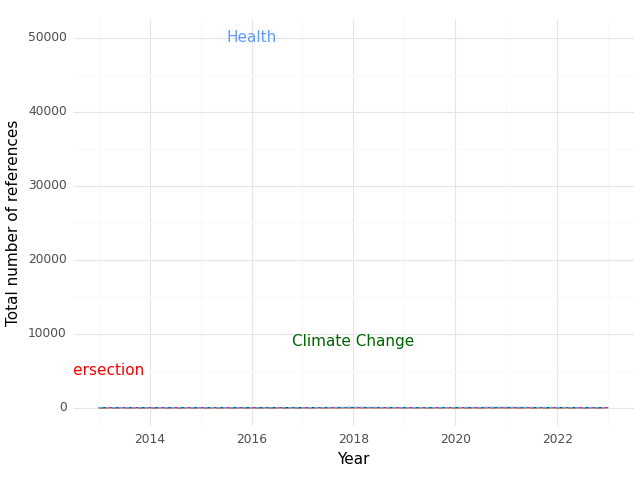 50000
Health
40000
30000
20000
10000
Climate Change
ersection
0
2014 2016 2018 2020 2022
Year
Total number of references